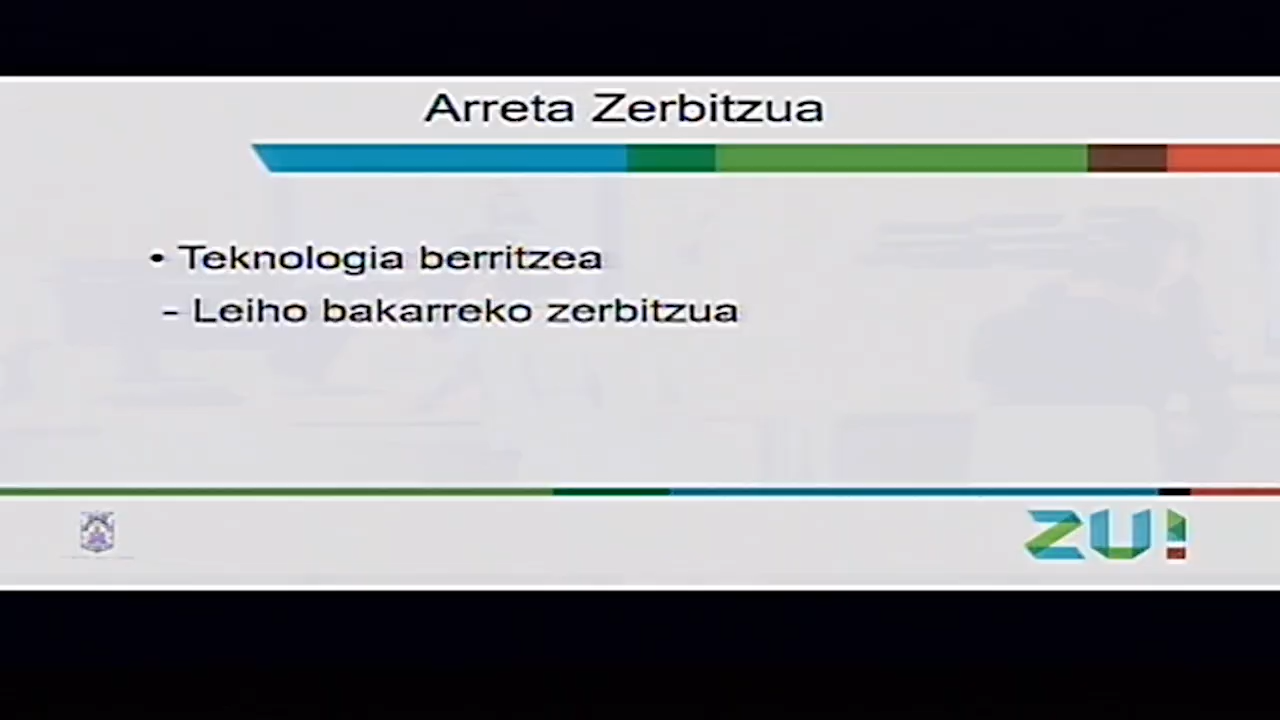 Arreta Zerbitzua
• Teknologia berritzea
- Leiho bakarreko zerbitzua
ZU!